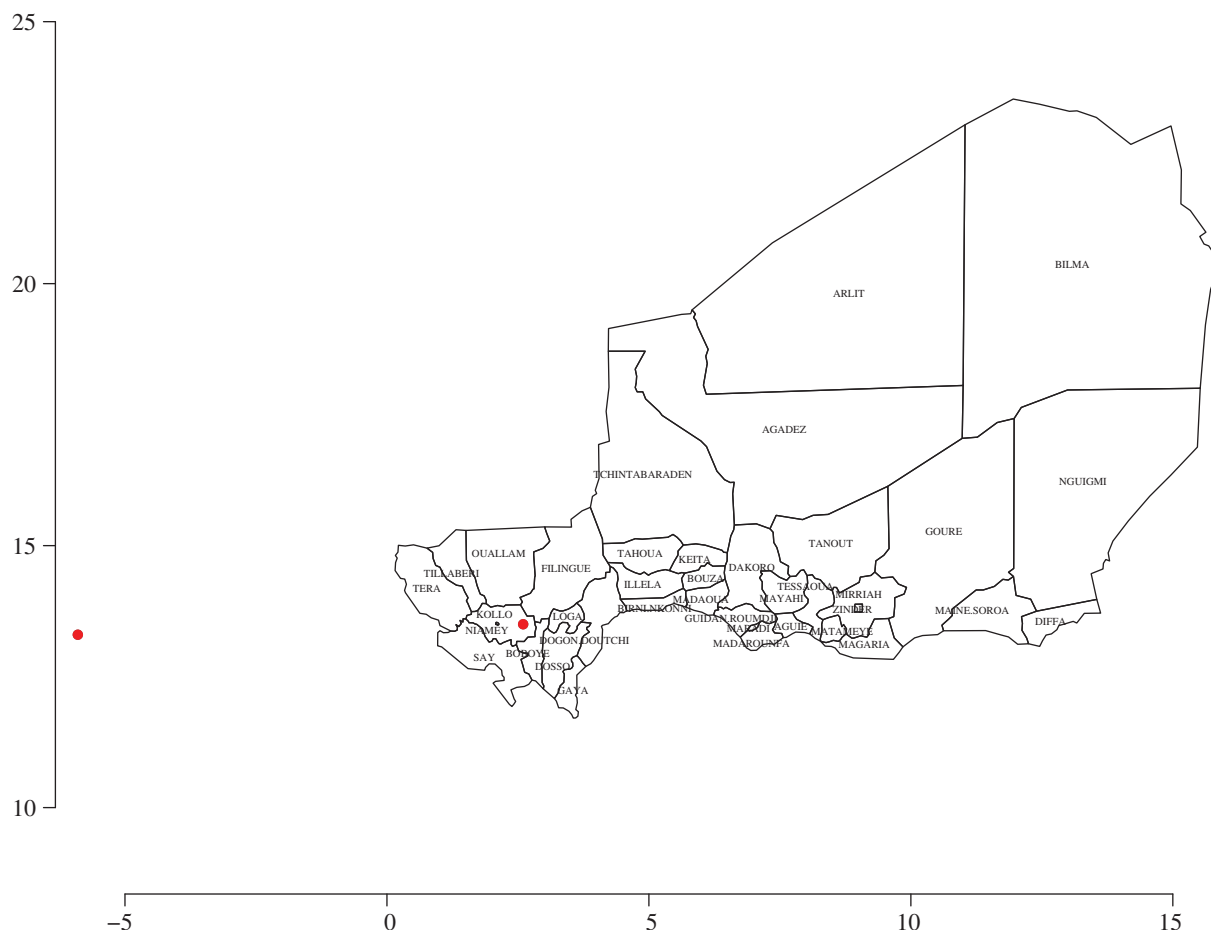 25
BILMA
20
ARLIT
AGADEZ
TCHINTABARADEN
NGUIGMI
GOURE
15
TANOUT
OUALLAM
TAHOUA
KEITA
FILINGUE
DAKORO
TILLABERI
BOUZA
TERA
ILLELA
TESSAOUA
MIRRIAH
MADAOUA
MAYAHI
BIRNI.NKONNI
ZINDER
MAINE.SOROA
KOLLO
LOGA
GUIDAN.ROUMDJI
DIFFA
NIAMEY
MARADI
AGUIE
MATAMEYE
DOGON.DOUTCHI
MADAROUNFA
MAGARIA
SAY
BOBOYE
DOSSO
GAYA
10
−5
0
5
10
15